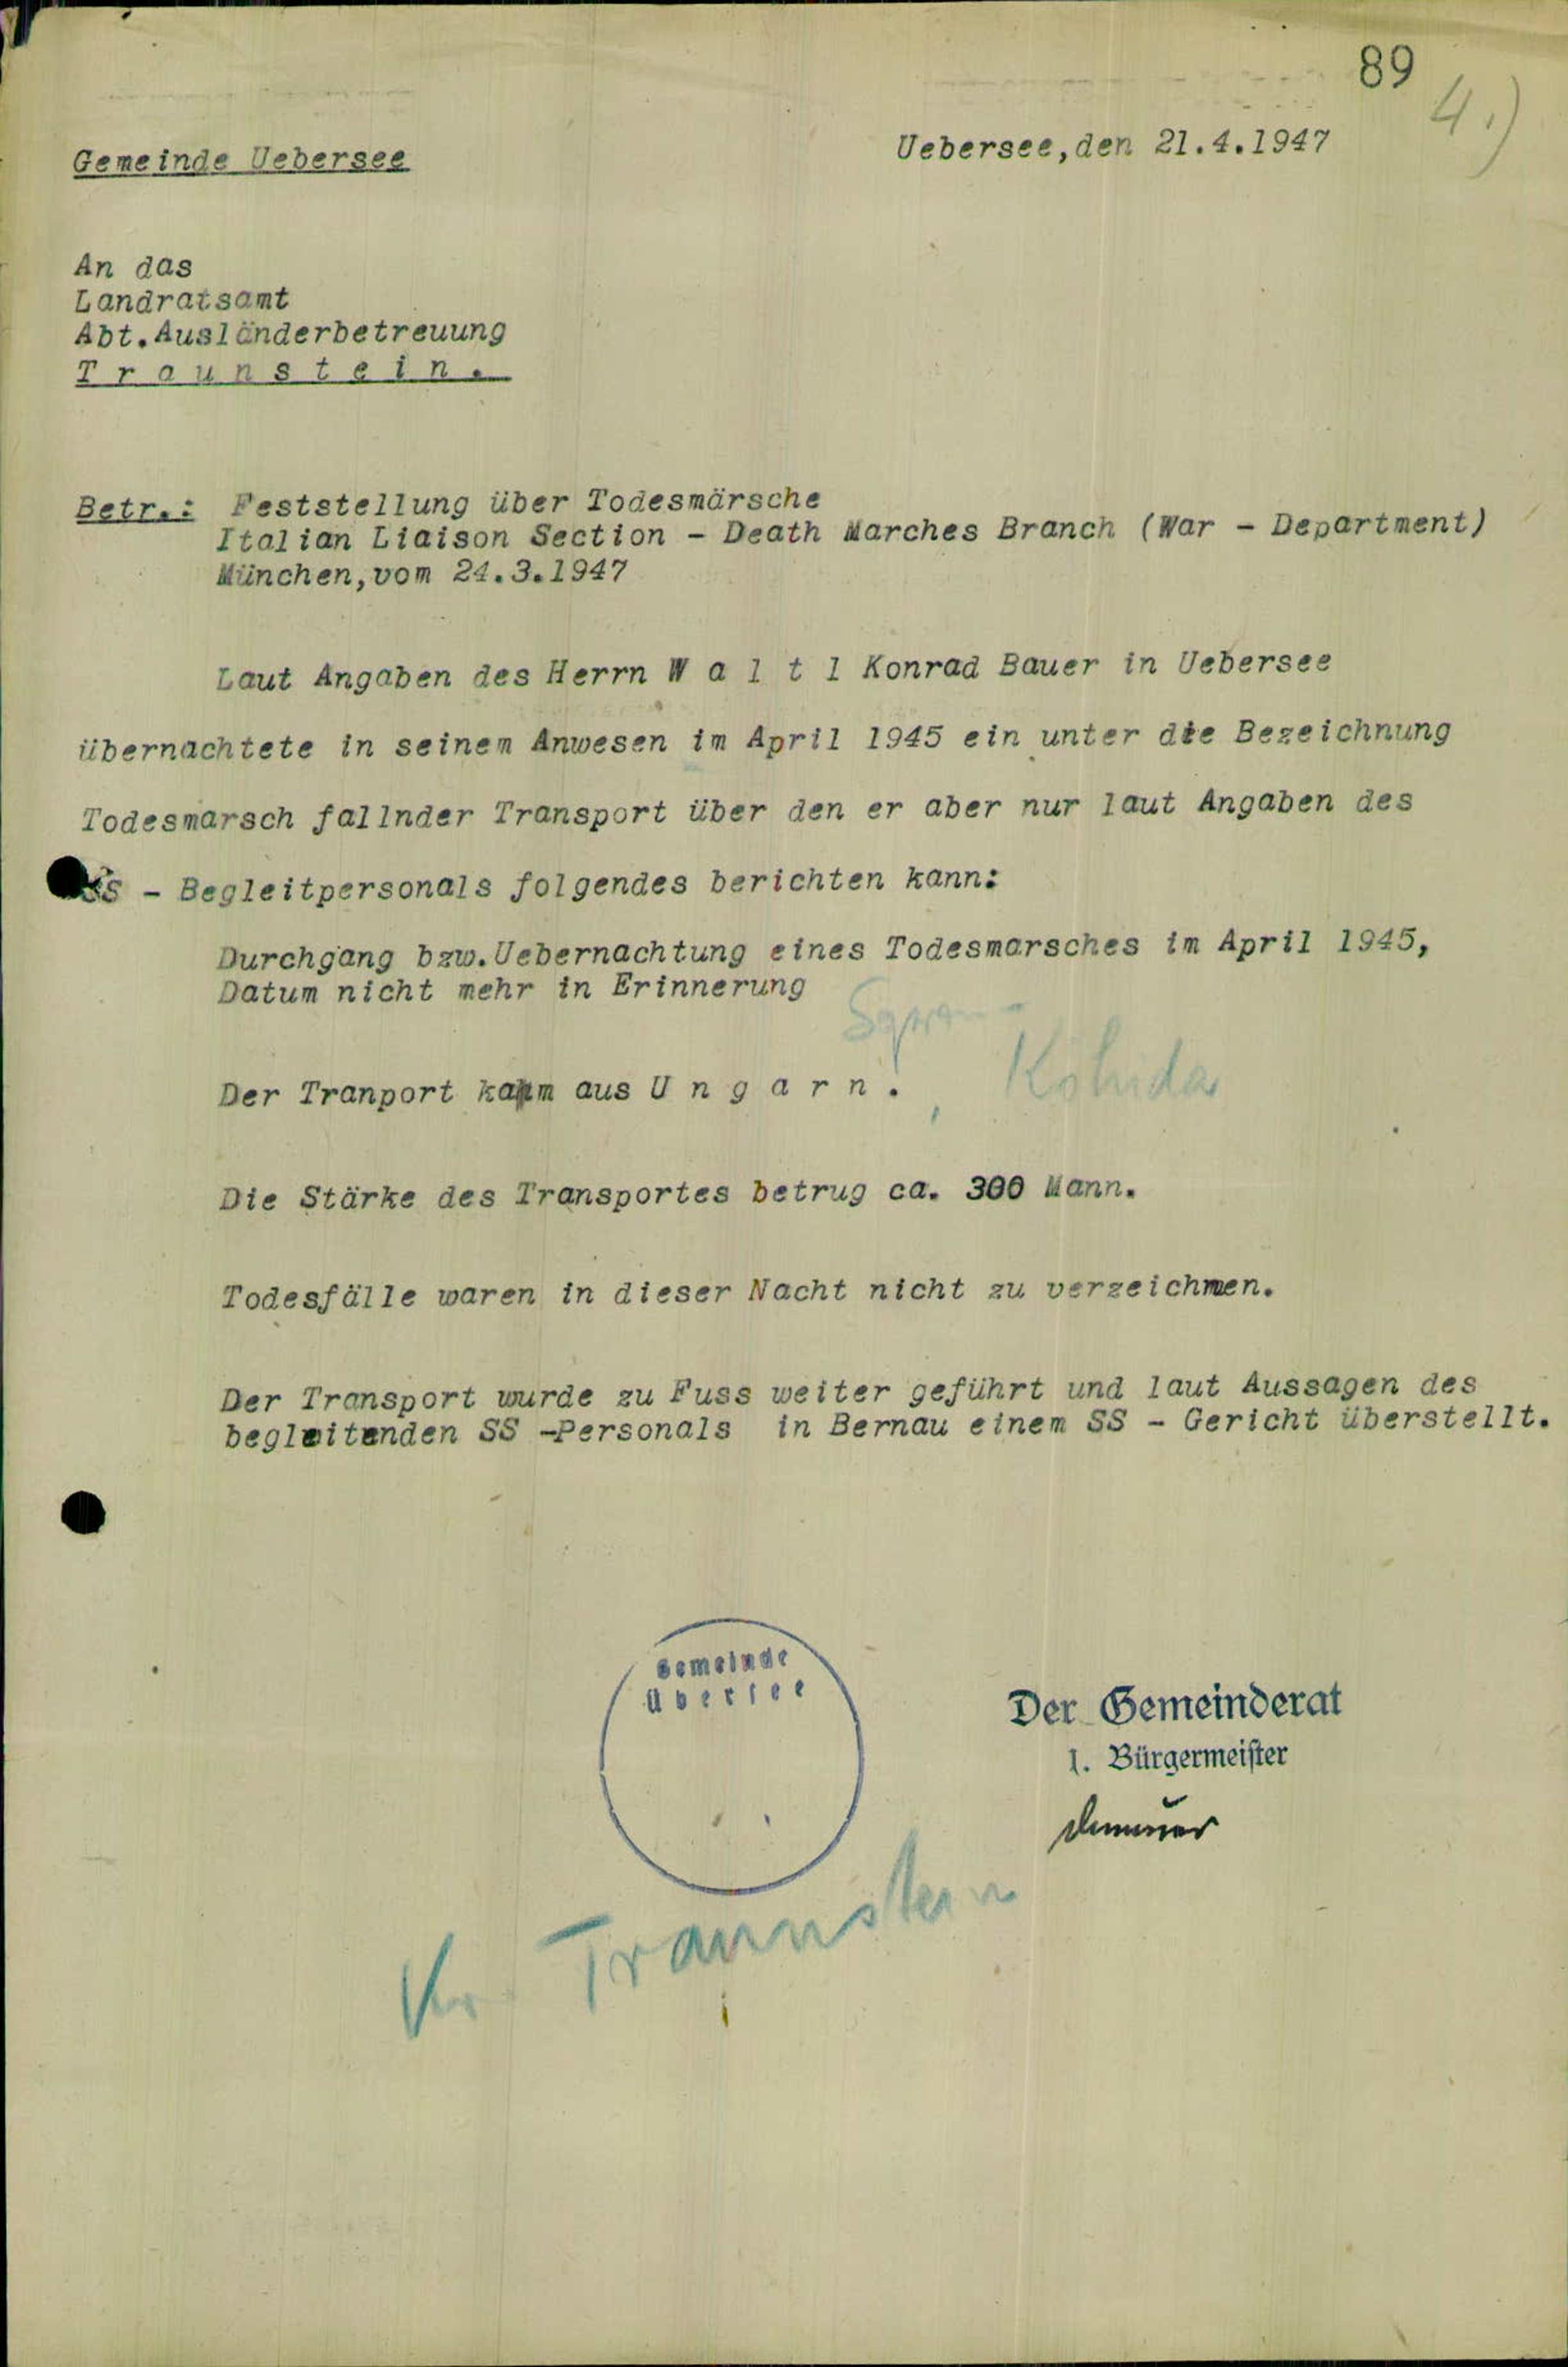 89
4.)
Gemeinde Uebersee
Uebersee,den 21.4.1947
An das
Landratsamt
Abt.Ausländerbetreuung
T r a u n s t e i n .
Betr.: Feststellung über Todesmärsche
Italian Liaison Section - Death Marches Branch (War - Department)
München,vom 24.3.1947
Laut Angaben des Herrn W a l t l Konrad Bauer in Uebersee
übernachtete in seinem Anwesen im April 1945 ein unter die Bezeichnung
Todesmarsch fallnder Transport über den er aber nur laut Angaben des
SS - Begleitpersonals folgendes berichten kann:
Durchgang bzw.Uebernachtung eines Todesmarsches im April 1945,
Datum nicht mehr in Erinnerung
Der Tranport kam aus U n g a r n .
Die Stärke des Transportes betrug ca. 300 Mann.
Todesfälle waren in dieser Nacht nicht zu verzeichnen.
Der Transport wurde zu Fuss weiter geführt und laut Aussagen des
begleitenden SS -Personals in Bernau einem SS - Gericht überstellt.
Gemeinde
Übersee
Der Gemeinderat
1. Bürgermeister
Kr. Traunstein